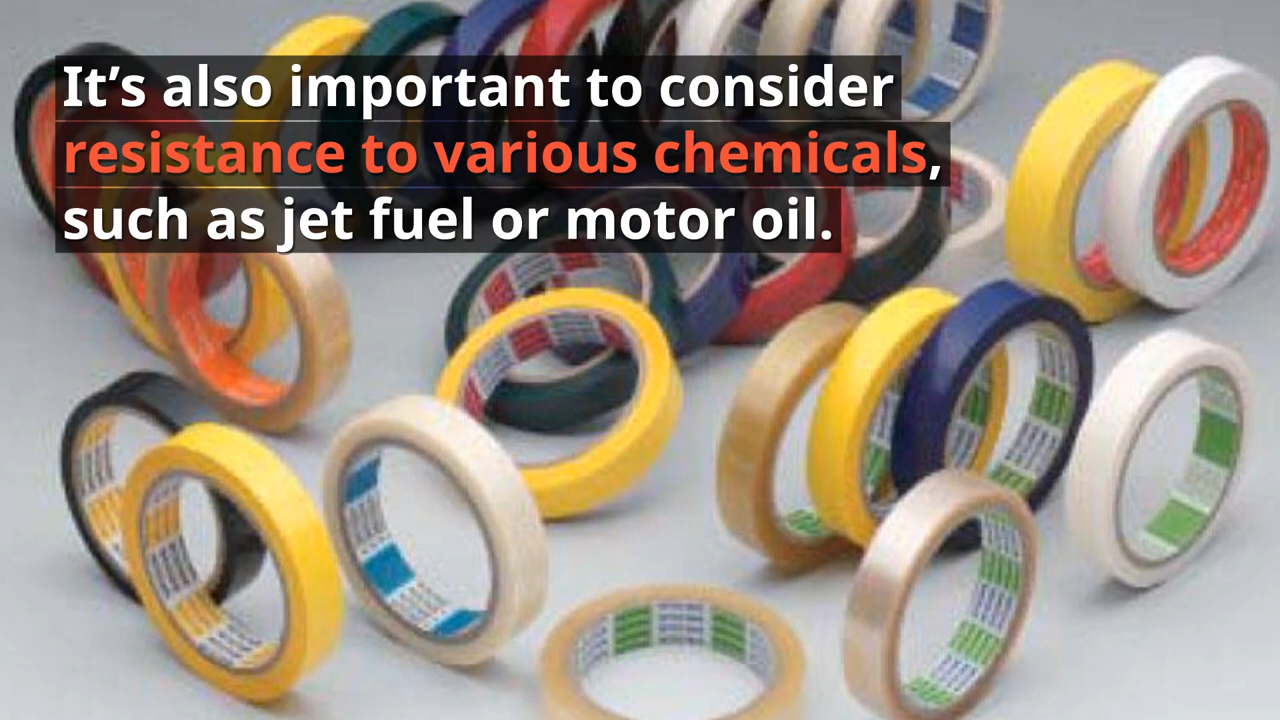 It’s also important to consider
resistance to various chemicals,
such as jet fuel or motor oil.